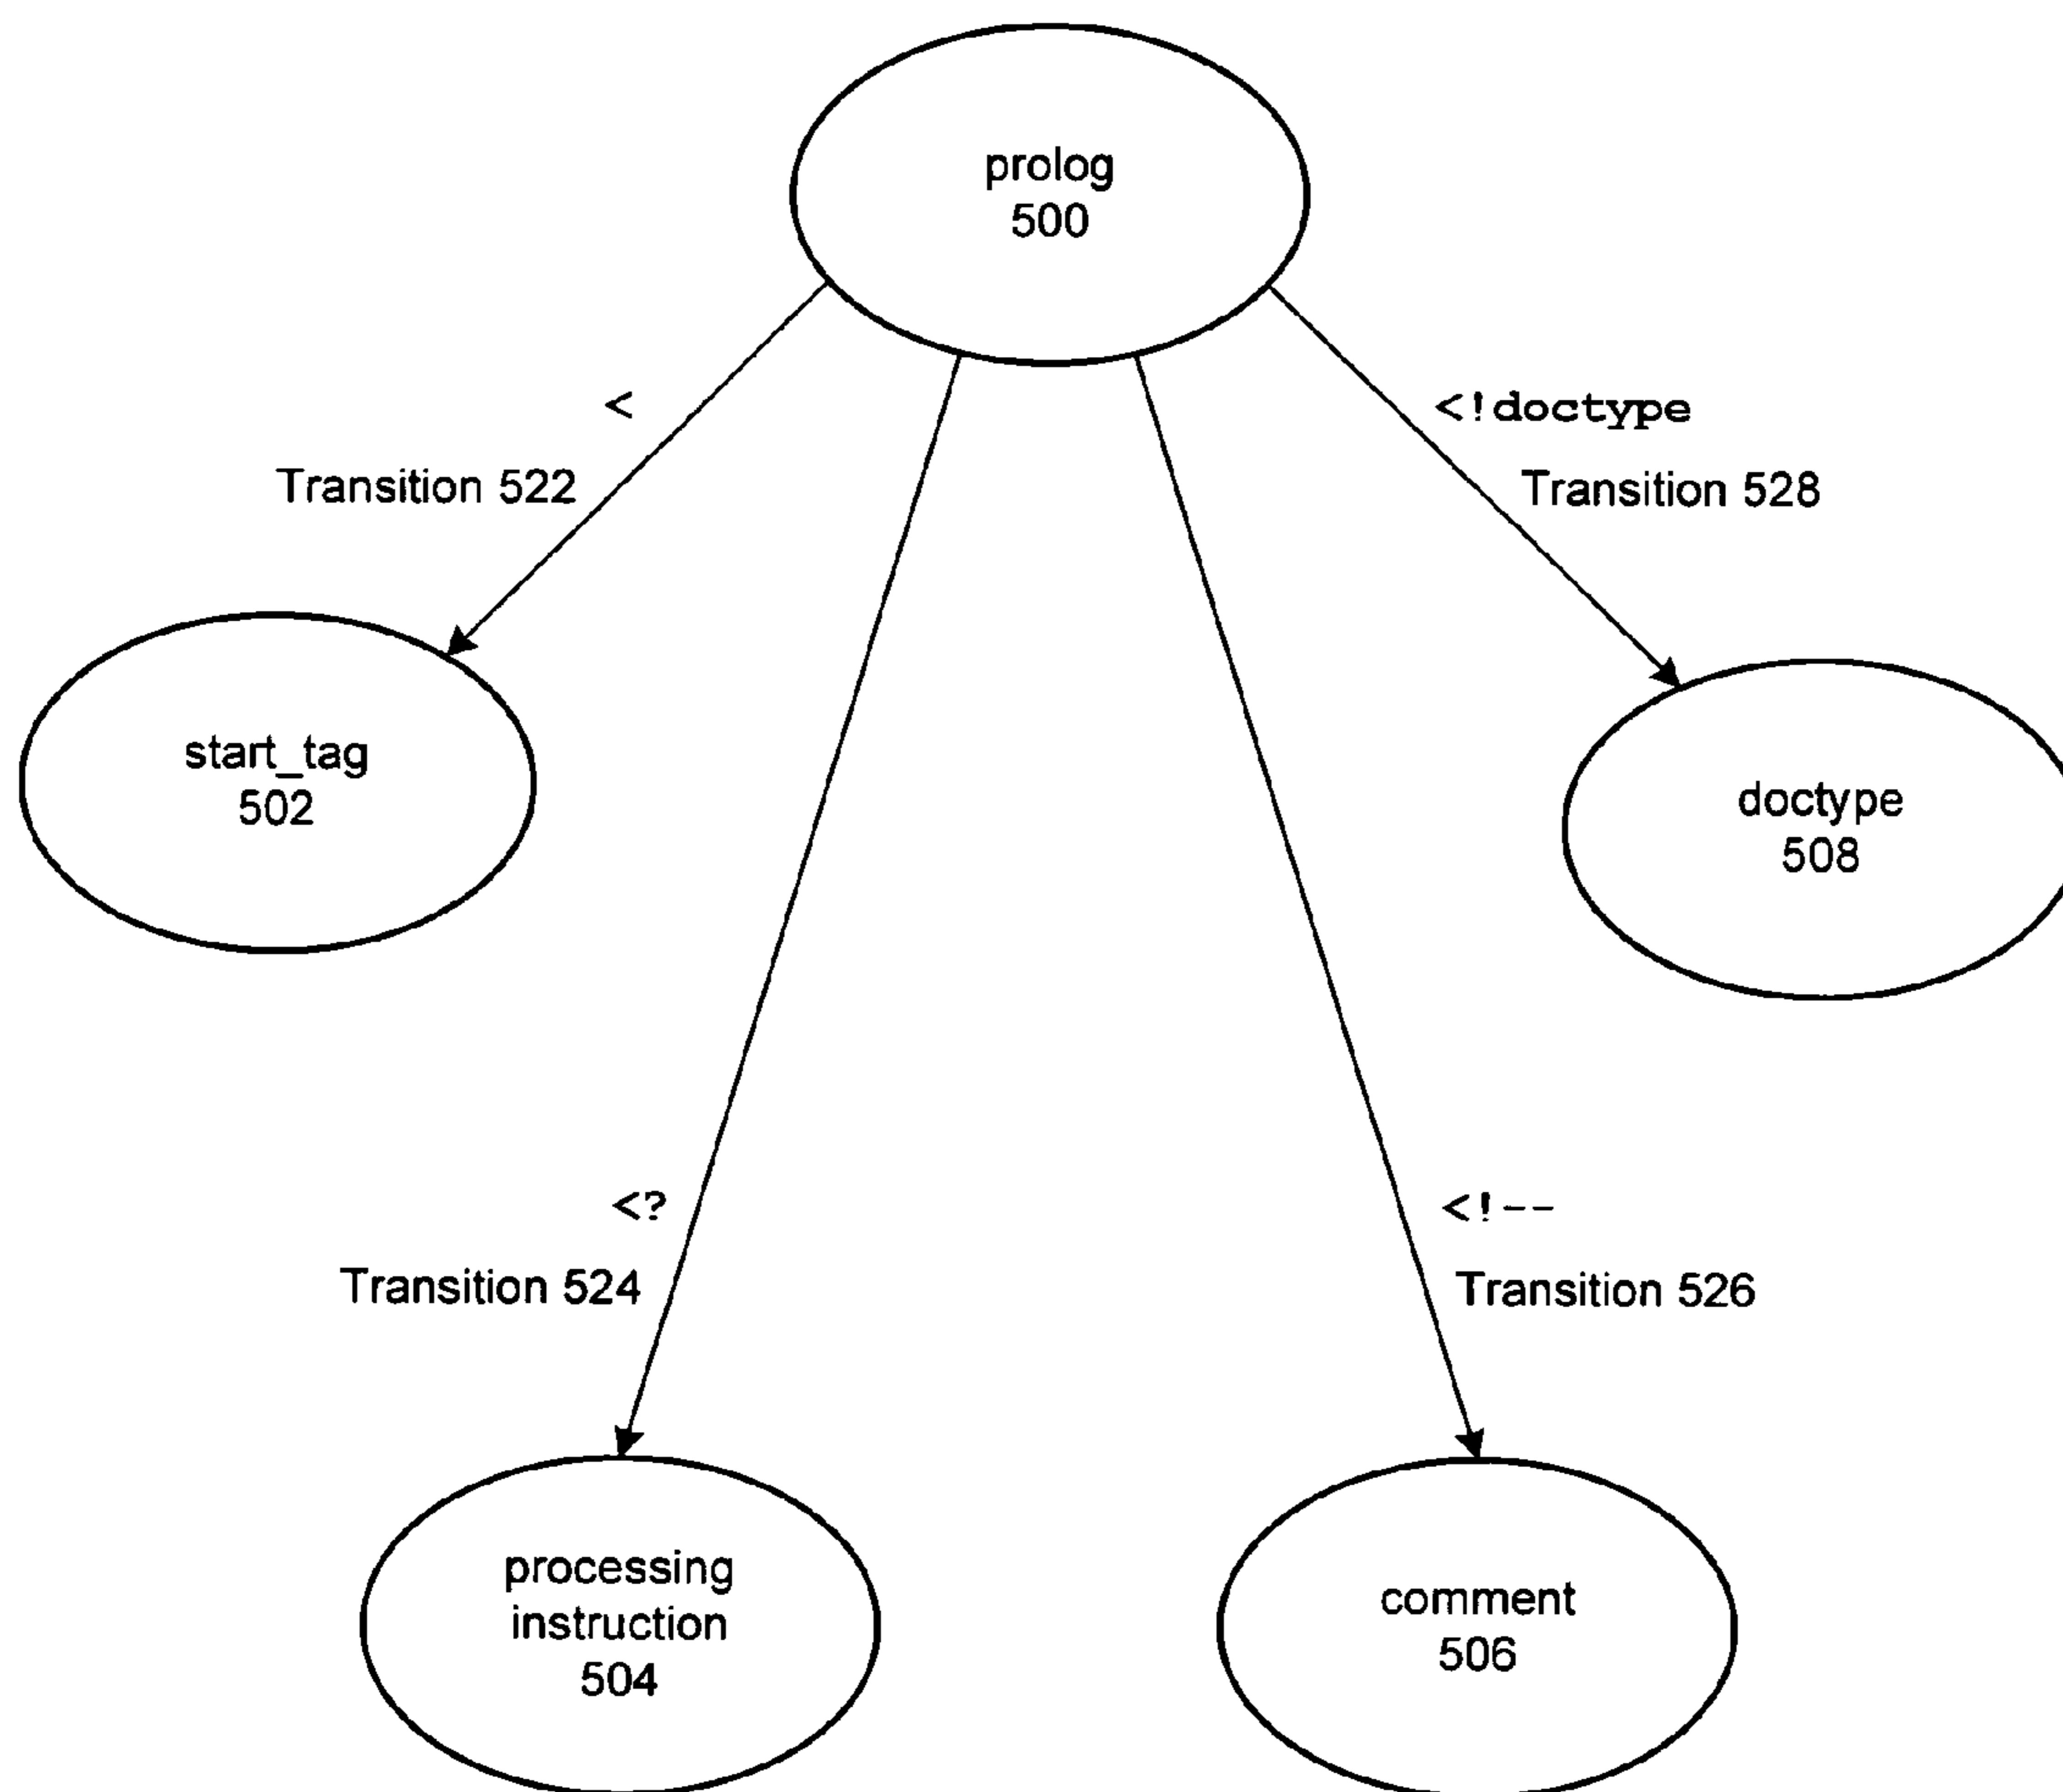 prolog
500
<
<!doctype
Transition 522
Transition 528
start_tag
502
doctype
508
<?
<!--
Transition 524
Transition 526
processing
instruction
504
comment
506